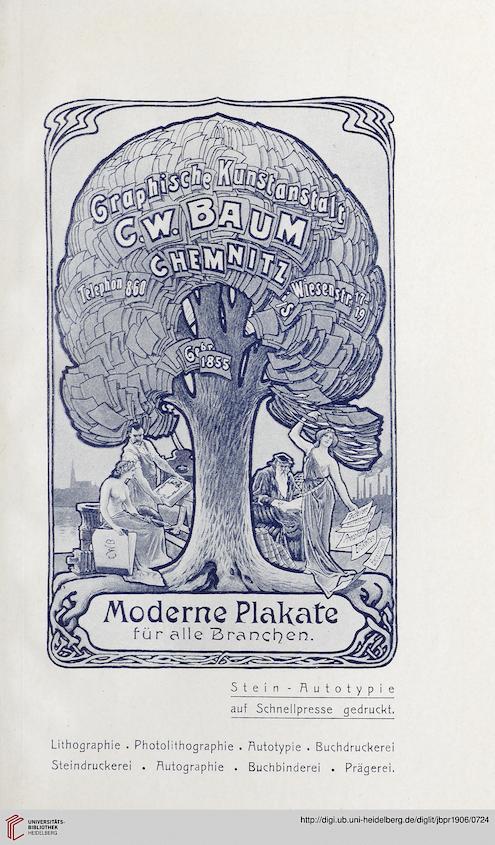 Graphische Kunstanstalt
C.W. BAUM
CHEMNITZ
Telephon 860
Wiesenstr. 17-19
Gegr. 1855
CWB
Moderne Plakate
für alle Branchen.
Stein-Autotypie
auf Schnellpresse gedruckt.
Lithographie . Photolithographie . Autotypie . Buchdruckerei
Steindruckerei . Autographie . Buchbinderei . Prägerei.
UNIVERSITÄTS-
BIBLIOTHEK
HEIDELBERG
http://digi.ub.uni-heidelberg.de/diglit/jbpr1906/0724